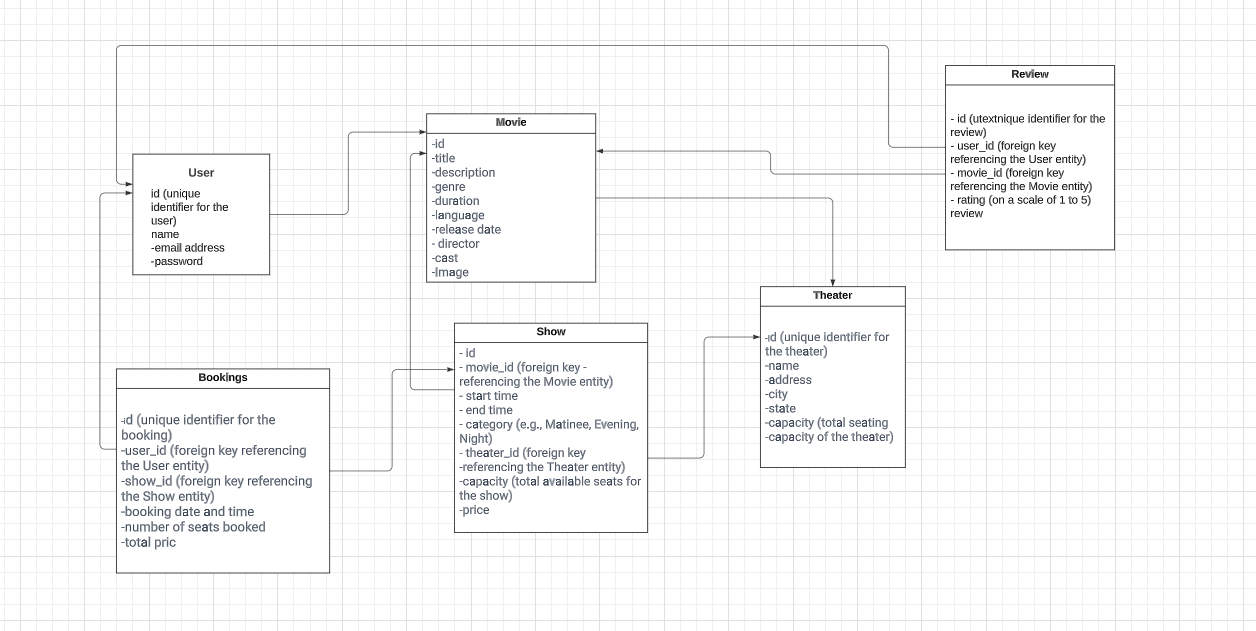 Review
- id (utextnique identifier for the
review)
- user_id (foreign key
referencing the User entity)
- movie_id (foreign key
referencing the Movie entity)
- rating (on a scale of 1 to 5)
review
Movie
-id
-title
-description
-genre
-duration
-language
-release date
- director
-cast
-Image
User
id (unique
identifier for the
user)
name
-email address
-password
Theater
-id (unique identifier for
the theater)
-name
-address
-city
-state
-capacity (total seating
-capacity of the theater)
Show
- id
- movie_id (foreign key -
referencing the Movie entity)
- start time
- end time
- category (e.g., Matinee, Evening,
Night)
- theater_id (foreign key
-referencing the Theater entity)
-capacity (total available seats for
the show)
-price
Bookings
-id (unique identifier for the
booking)
-user_id (foreign key referencing
the User entity)
-show_id (foreign key referencing
the Show entity)
-booking date and time
-number of seats booked
-total pric